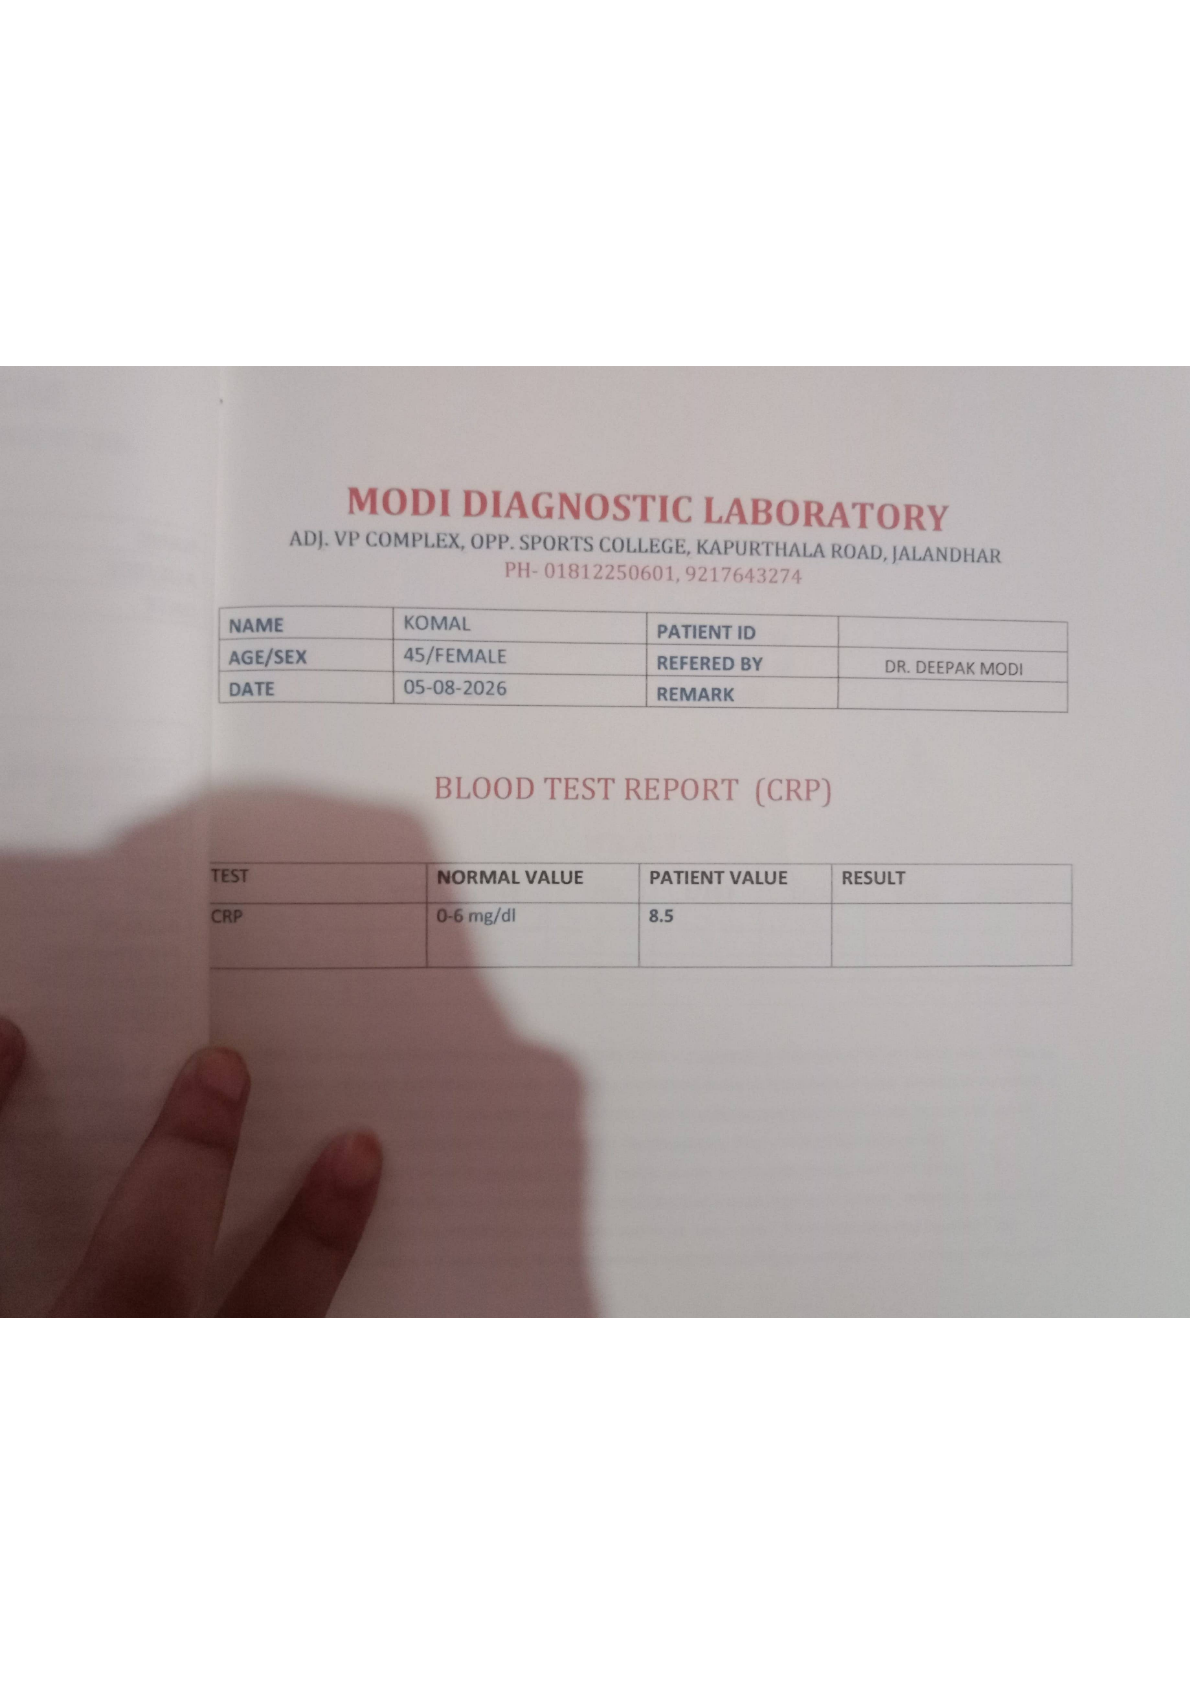 MODI DIAGNOSTIC LABORATORY
ADJ. VP COMPLEX, OPP. SPORTS COLLEGE, KAPURTHALA ROAD, JALANDHAR
PH- 01812250601, 9217643274
NAME KOMAL PATIENT ID
AGE/SEX 45/FEMALE REFERED BY DR. DEEPAK MODI
DATE 05-08-2026 REMARK
BLOOD TEST REPORT (CRP)
TEST NORMAL VALUE PATIENT VALUE RESULT
CRP 0-6 mg/dl 8.5